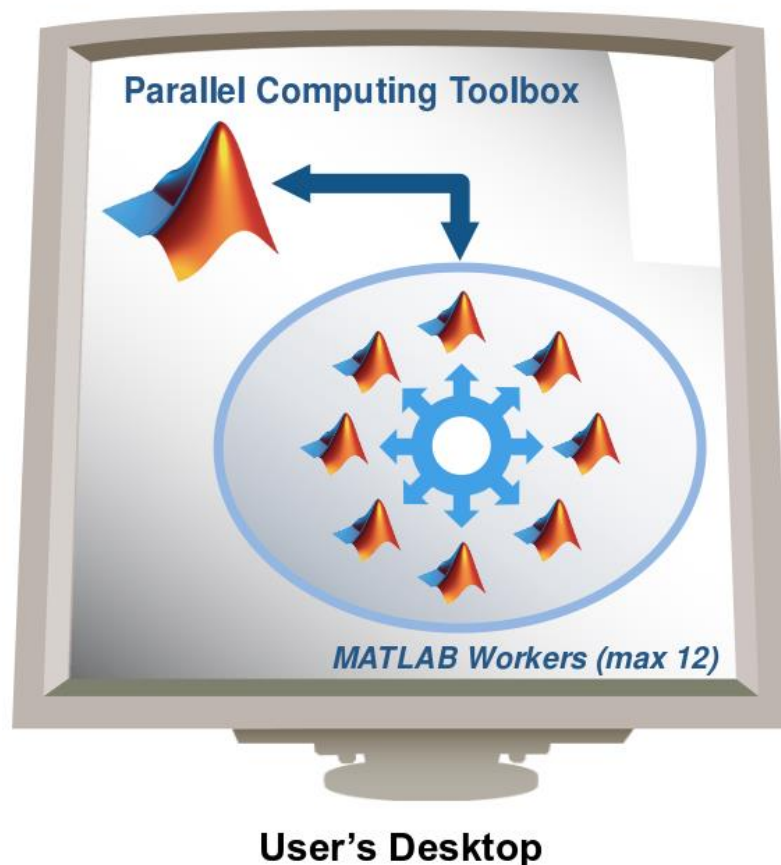 Parallel Computing Toolbox
MATLAB Workers (max 12)
User’s Desktop